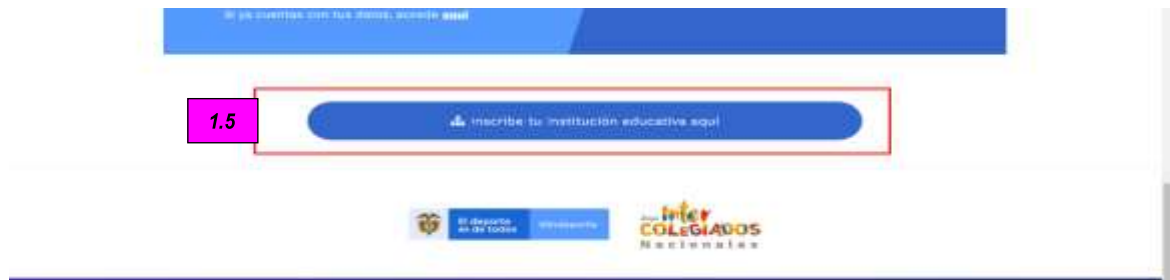 Si ya cuentas con tus datos, accede aquí
1.5
Inscribe tu institución educativa aquí
El deporte
es de todos
Mindeporte
inter
COLEGIADOS
Nacionales